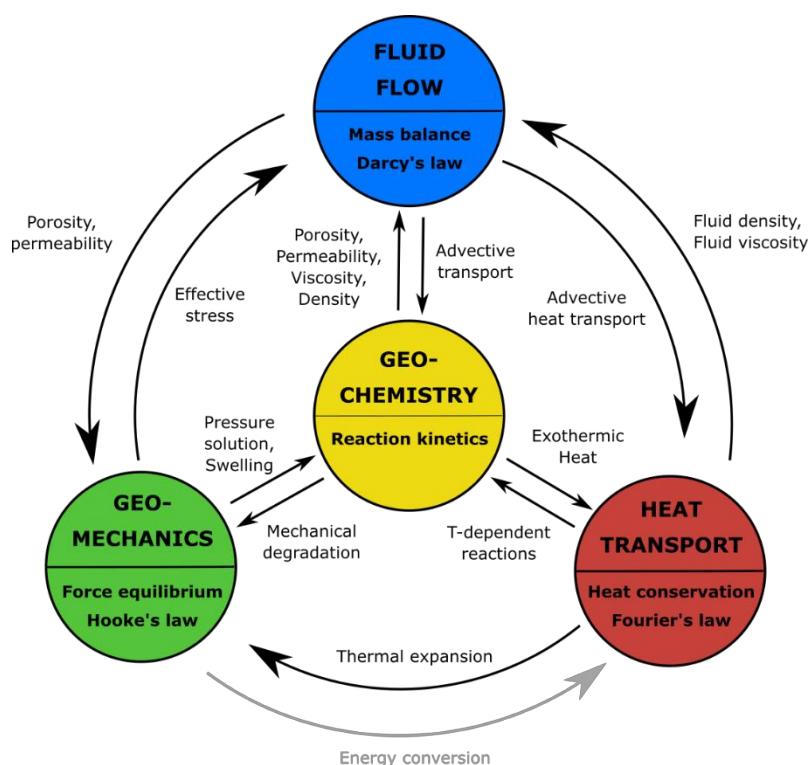 FLUID
FLOW
Mass balance
Darcy's law
Porosity,
permeability
Effective
stress
Porosity,
Permeability,
Viscosity,
Density
Advective
transport
Fluid density,
Fluid viscosity
Advective
heat transport
GEO-
CHEMISTRY
Reaction kinetics
Pressure
solution,
Swelling
Exothermic
Heat
GEO-
MECHANICS
Force equilibrium
Hooke's law
Mechanical
degradation
T-dependent
reactions
HEAT
TRANSPORT
Heat conservation
Fourier's law
Thermal expansion
Energy conversion